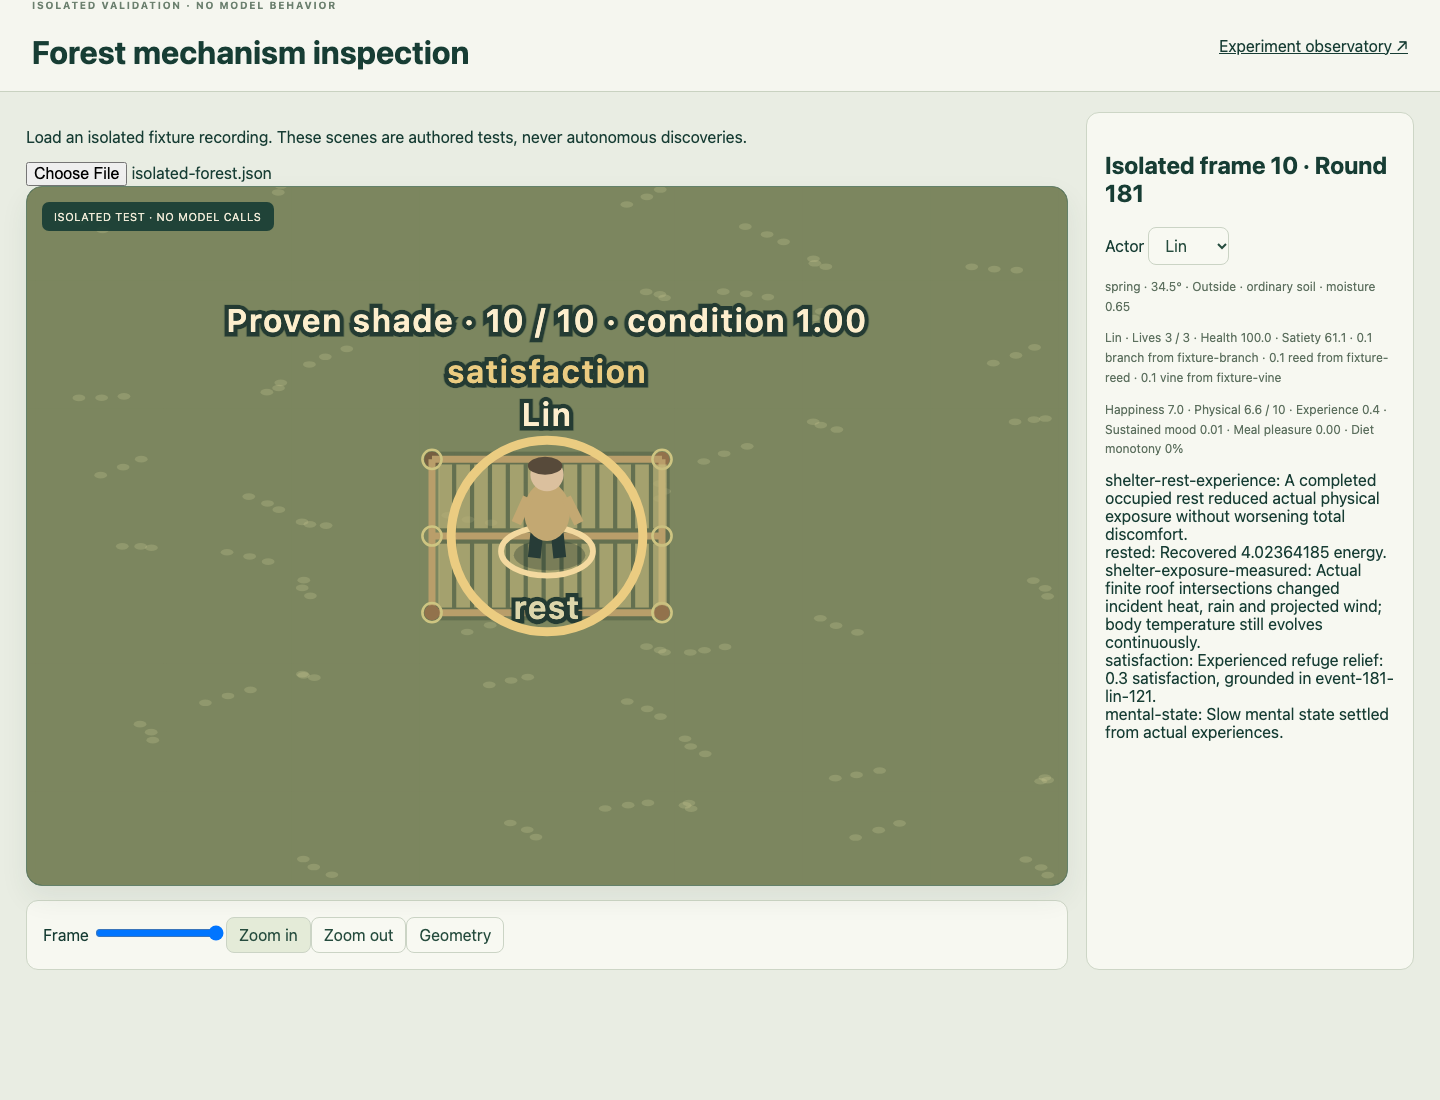 ISOLATED VALIDATION · NO MODEL BEHAVIOR
Forest mechanism inspection
Experiment observatory ↗
Load an isolated fixture recording. These scenes are authored tests, never autonomous discoveries.
Choose File isolated-forest.json
ISOLATED TEST · NO MODEL CALLS
Proven shade · 10 / 10 · condition 1.00
satisfaction
Lin
rest
Frame
Zoom in
Zoom out
Geometry
Isolated frame 10 · Round
181
Actor Lin
spring · 34.5° · Outside · ordinary soil · moisture
0.65
Lin · Lives 3 / 3 · Health 100.0 · Satiety 61.1 · 0.1
branch from fixture-branch · 0.1 reed from fixture-
reed · 0.1 vine from fixture-vine
Happiness 7.0 · Physical 6.6 / 10 · Experience 0.4 ·
Sustained mood 0.01 · Meal pleasure 0.00 · Diet
monotony 0%
shelter-rest-experience: A completed
occupied rest reduced actual physical
exposure without worsening total
discomfort.
rested: Recovered 4.02364185 energy.
shelter-exposure-measured: Actual
finite roof intersections changed
incident heat, rain and projected wind;
body temperature still evolves
continuously.
satisfaction: Experienced refuge relief:
0.3 satisfaction, grounded in event-181-
lin-121.
mental-state: Slow mental state settled
from actual experiences.